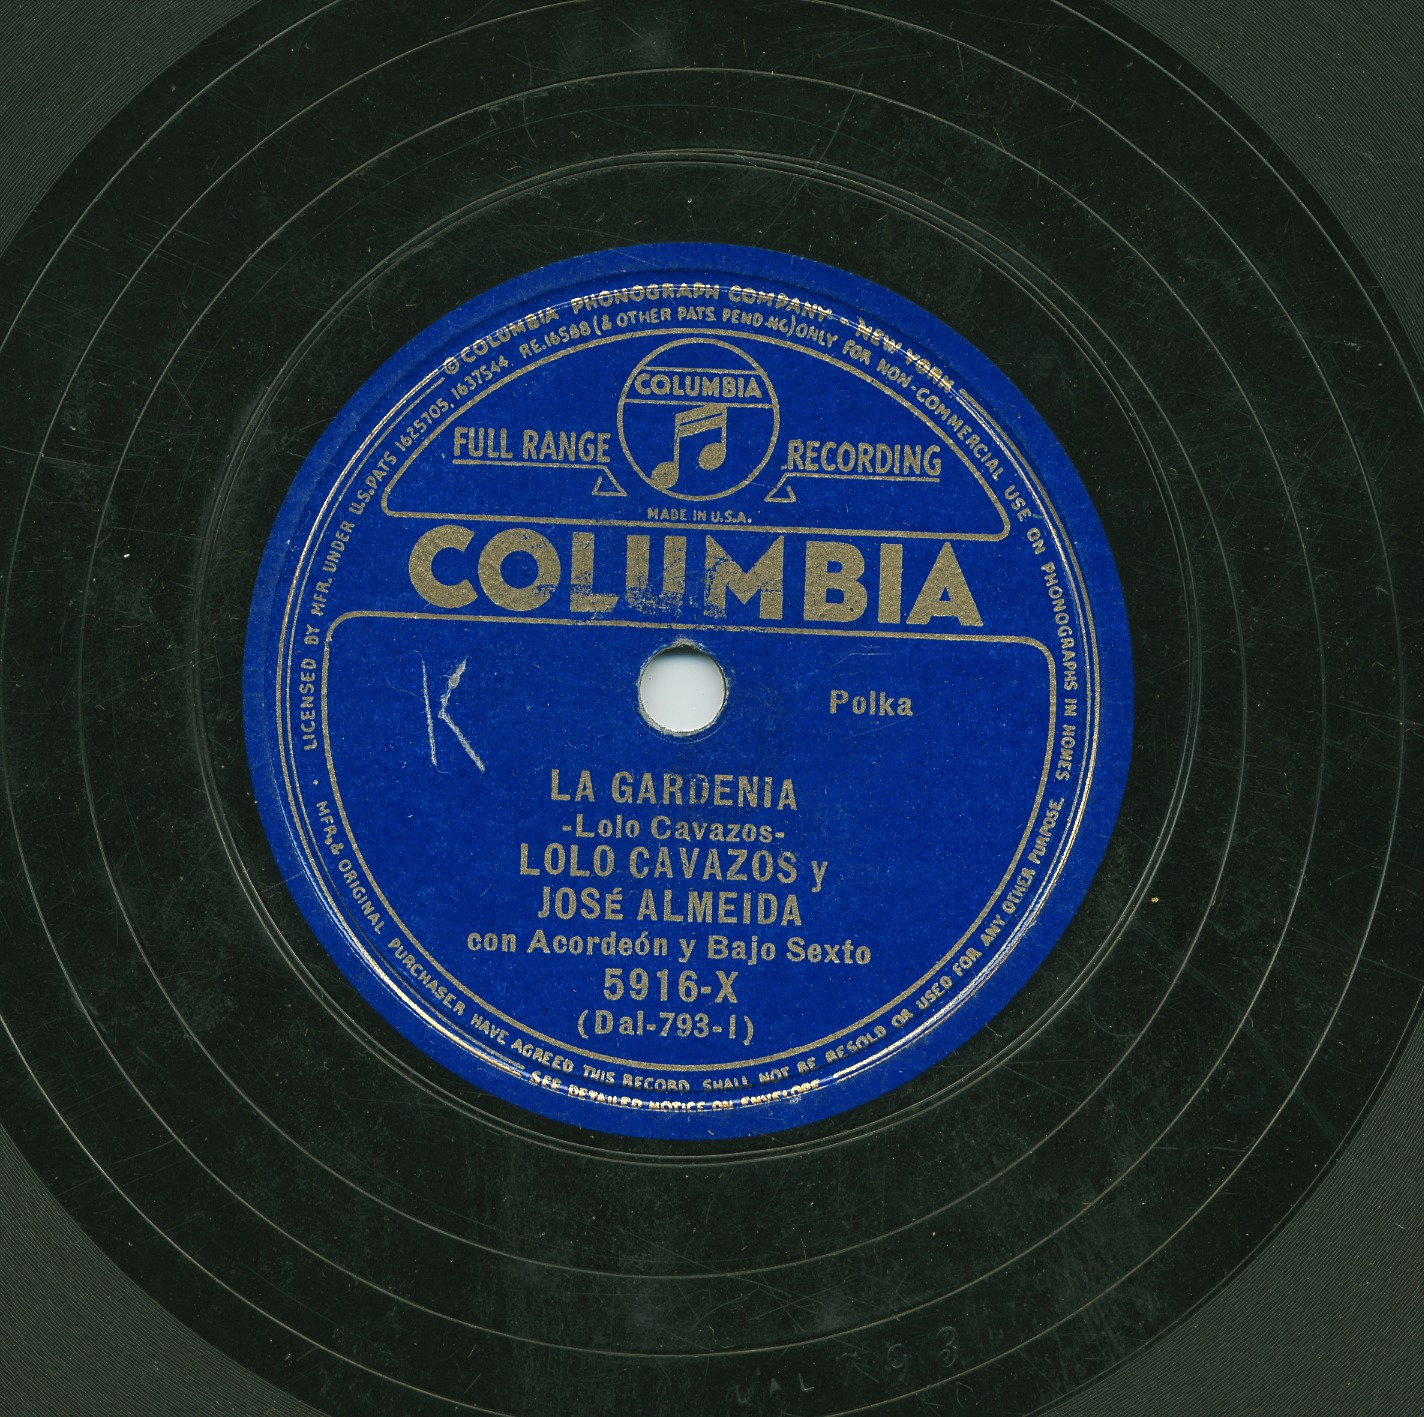 © COLUMBIA PHONOGRAPH COMPANY - NEW YORK
LICENSED BY MFR. UNDER U.S. PATS 1625705, 1637544 RE. 16588 (& OTHER PATS. PEND-NG) ONLY FOR NON-COMMERCIAL USE ON PHONOGRAPHS IN HOMES
COLUMBIA
FULL RANGE RECORDING
MADE IN U.S.A.
COLUMBIA
K
Polka
LA GARDENIA
-Lolo Cavazos-
LOLO CAVAZOS y
JOSÉ ALMEIDA
con Acordeón y Bajo Sexto
5916-X
(Dal-793-1)
MFR, & ORIGINAL PURCHASER HAVE AGREED THIS RECORD SHALL NOT BE RESOLD OR USED FOR ANY OTHER PURPOSE.
SEE DETAILED NOTICE ON ENVELOPE
DAL